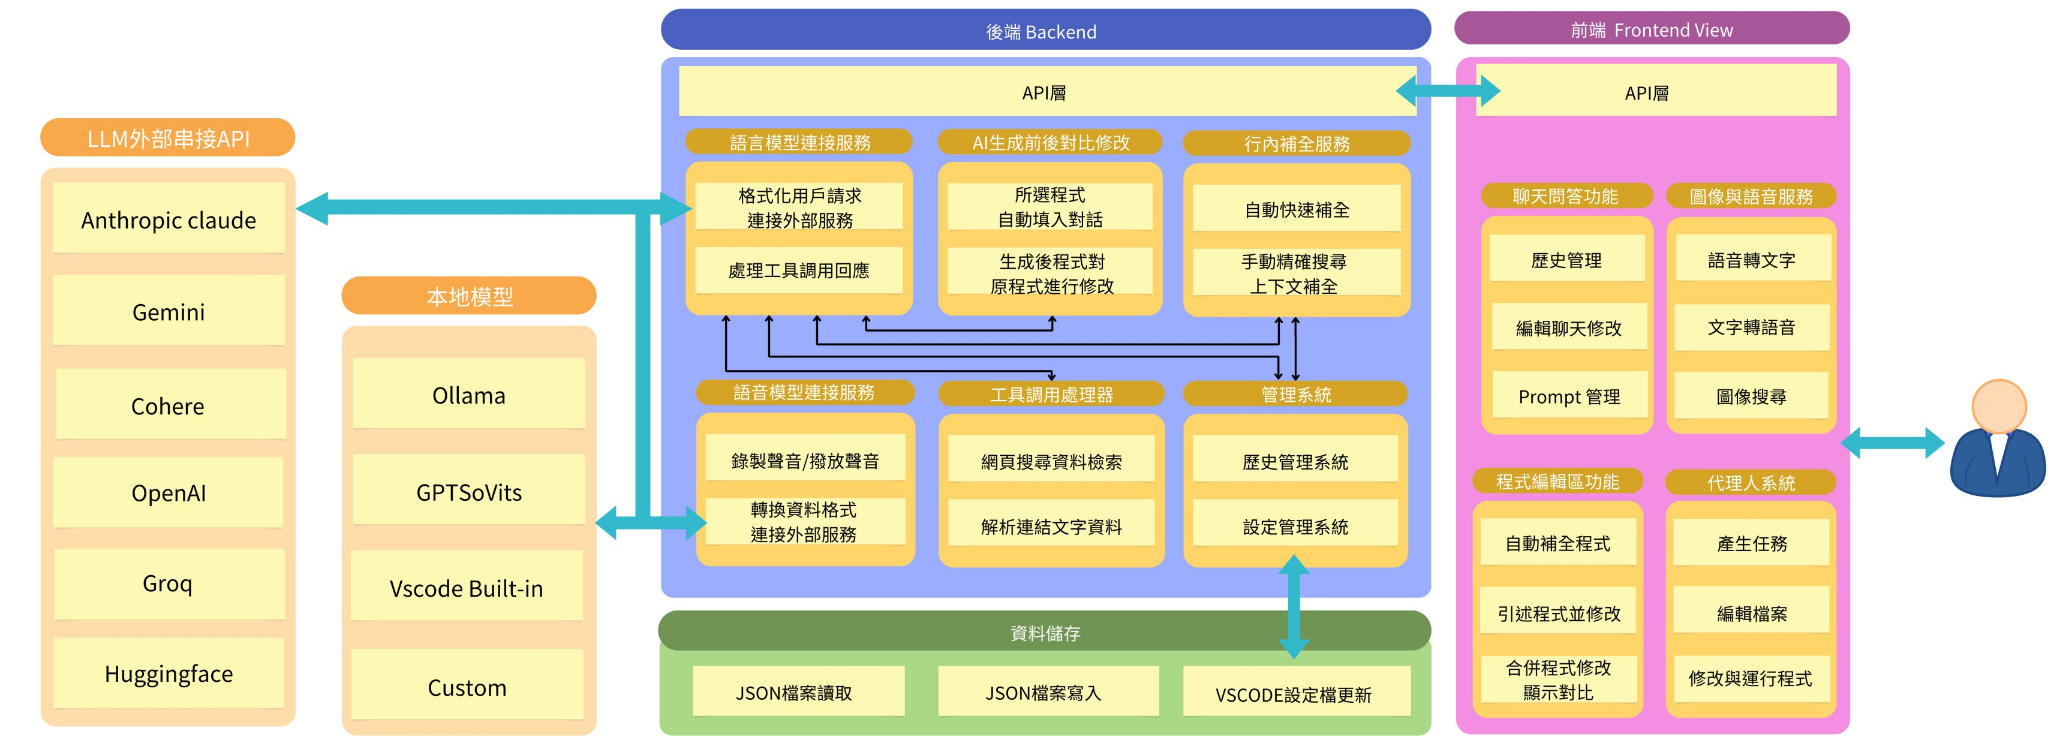 LLM外部串接API
Anthropic claude
Gemini
Cohere
OpenAI
Groq
Huggingface
本地模型
Ollama
GPTSoVits
Vscode Built-in
Custom
後端 Backend
API層
語言模型連接服務
格式化用戶請求
連接外部服務
處理工具調用回應
AI生成前後對比修改
所選程式
自動填入對話
生成後程式對
原程式進行修改
行內補全服務
自動快速補全
手動精確搜尋
上下文補全
語音模型連接服務
錄製聲音/撥放聲音
轉換資料格式
連接外部服務
工具調用處理器
網頁搜尋資料檢索
解析連結文字資料
管理系統
歷史管理系統
設定管理系統
資料儲存
JSON檔案讀取
JSON檔案寫入
VSCODE設定檔更新
前端 Frontend View
API層
聊天問答功能
歷史管理
編輯聊天修改
Prompt 管理
圖像與語音服務
語音轉文字
文字轉語音
圖像搜尋
程式編輯區功能
自動補全程式
引述程式並修改
合併程式修改
顯示對比
代理人系統
產生任務
編輯檔案
修改與運行程式